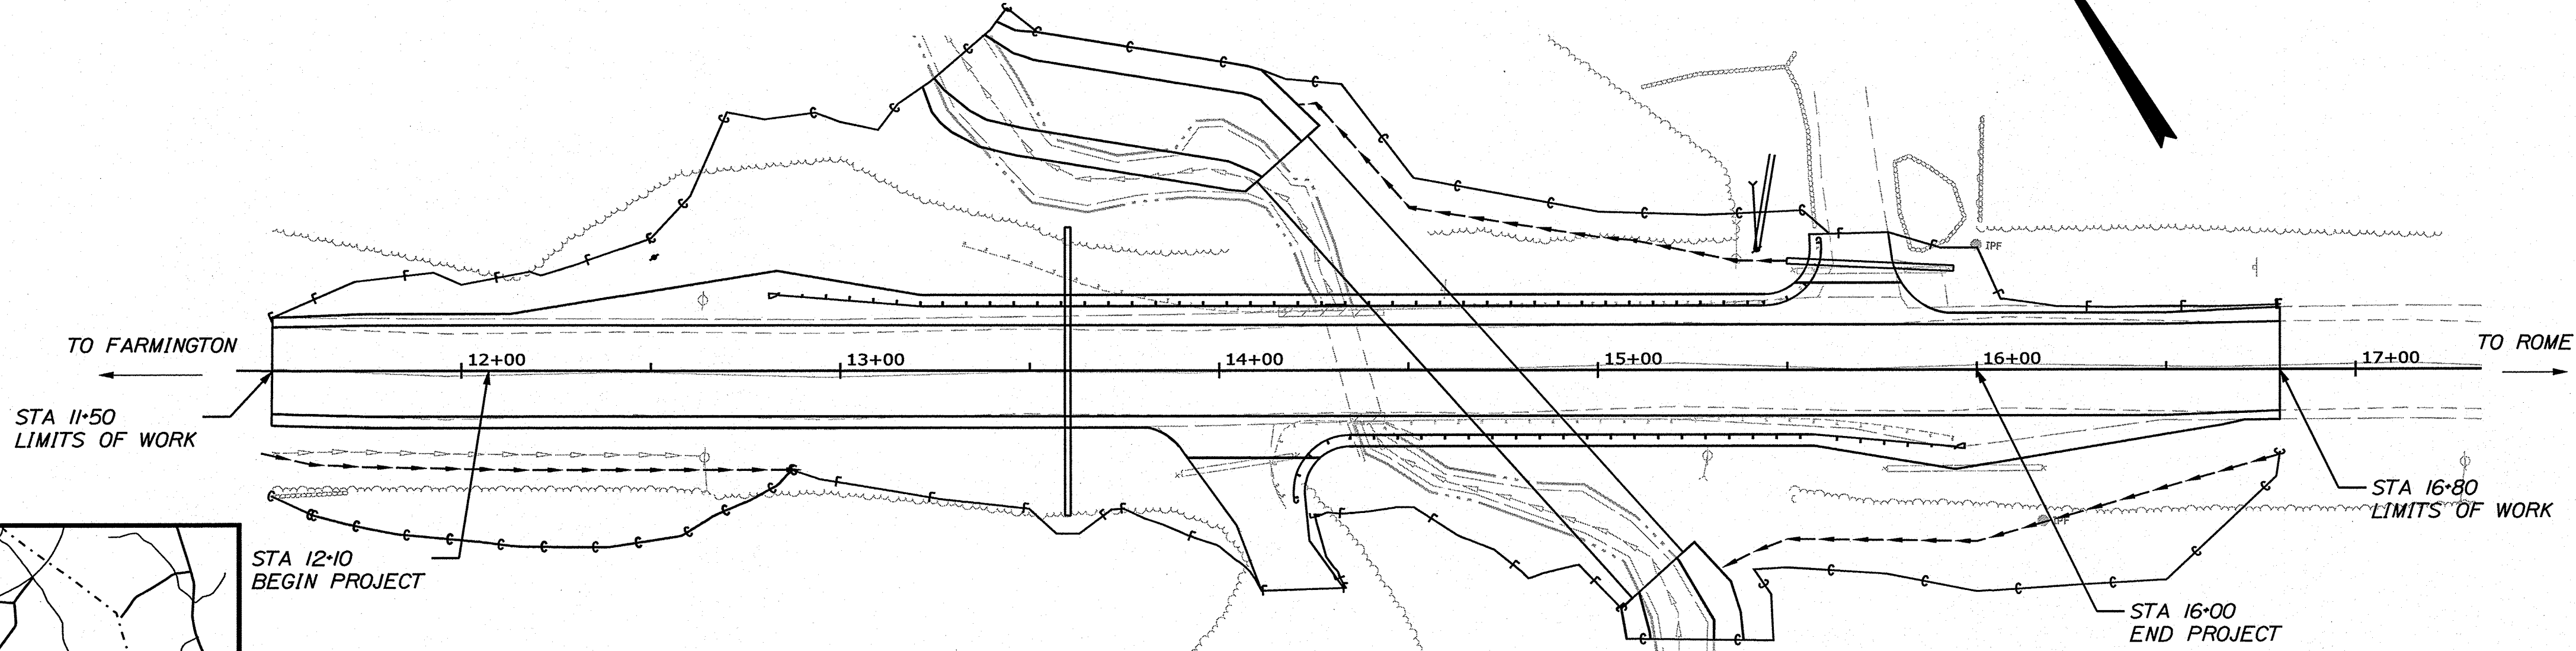 TO FARMINGTON
12+00
13+00
14+00
15+00
16+00
17+00
TO ROME
STA 11+50
LIMITS OF WORK
STA 12+10
BEGIN PROJECT
STA 16+80
LIMITS OF WORK
STA 16+00
END PROJECT
IPF
IPF
C
F